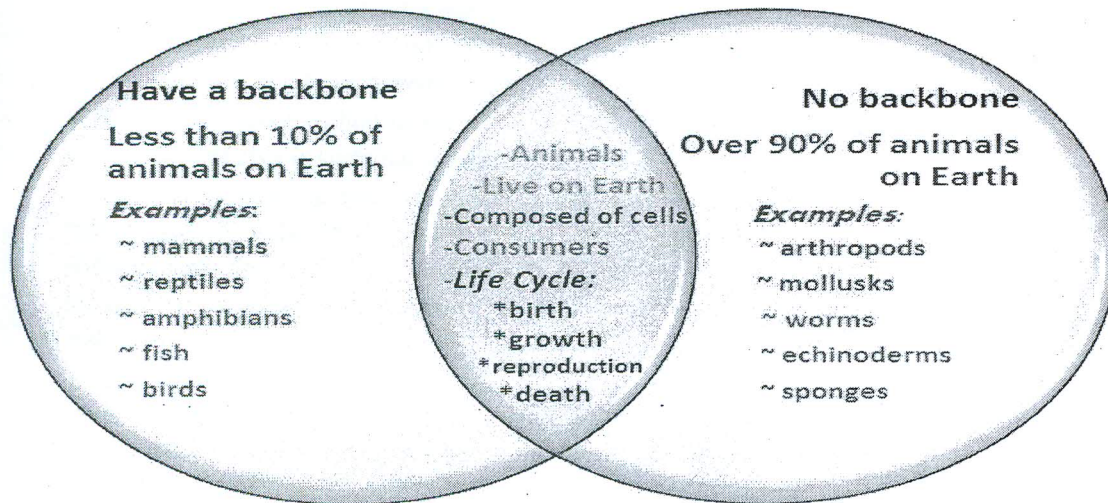 Have a backbone
Less than 10% of
animals on Earth
Examples:
~ mammals
~ reptiles
~ amphibians
~ fish
~ birds
-Animals
-Live on Earth
-Composed of cells
-Consumers
-Life Cycle:
*birth
*growth
*reproduction
*death
No backbone
Over 90% of animals
on Earth
Examples:
~ arthropods
~ mollusks
~ worms
~ echinoderms
~ sponges